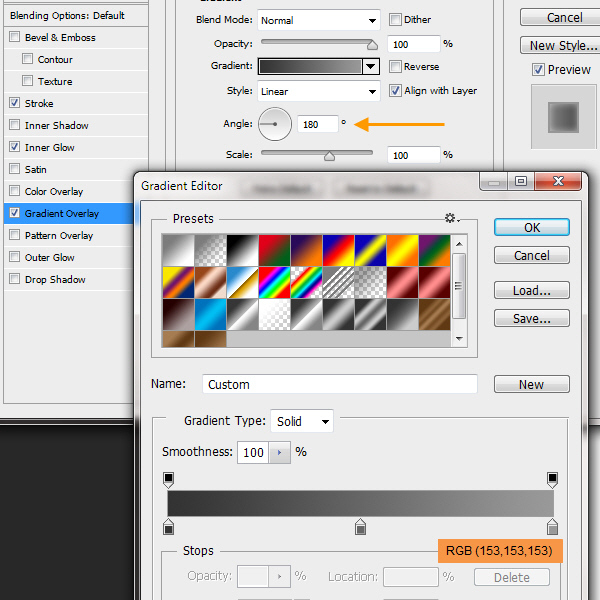 Blending Options: Default
Bevel & Emboss
Contour
Texture
Stroke
Inner Shadow
Inner Glow
Satin
Color Overlay
Gradient Overlay
Pattern Overlay
Outer Glow
Drop Shadow
Blend Mode: Normal Dither
Opacity: 100 %
Gradient: Reverse
Style: Linear Align with Layer
Angle: 180 °
Scale: 100 %
Cancel
New Style...
Preview
Gradient Editor
Presets
OK
Cancel
Load...
Save...
Name: Custom New
Gradient Type: Solid
Smoothness: 100 %
RGB (153,153,153)
Stops
Opacity: % Location: % Delete